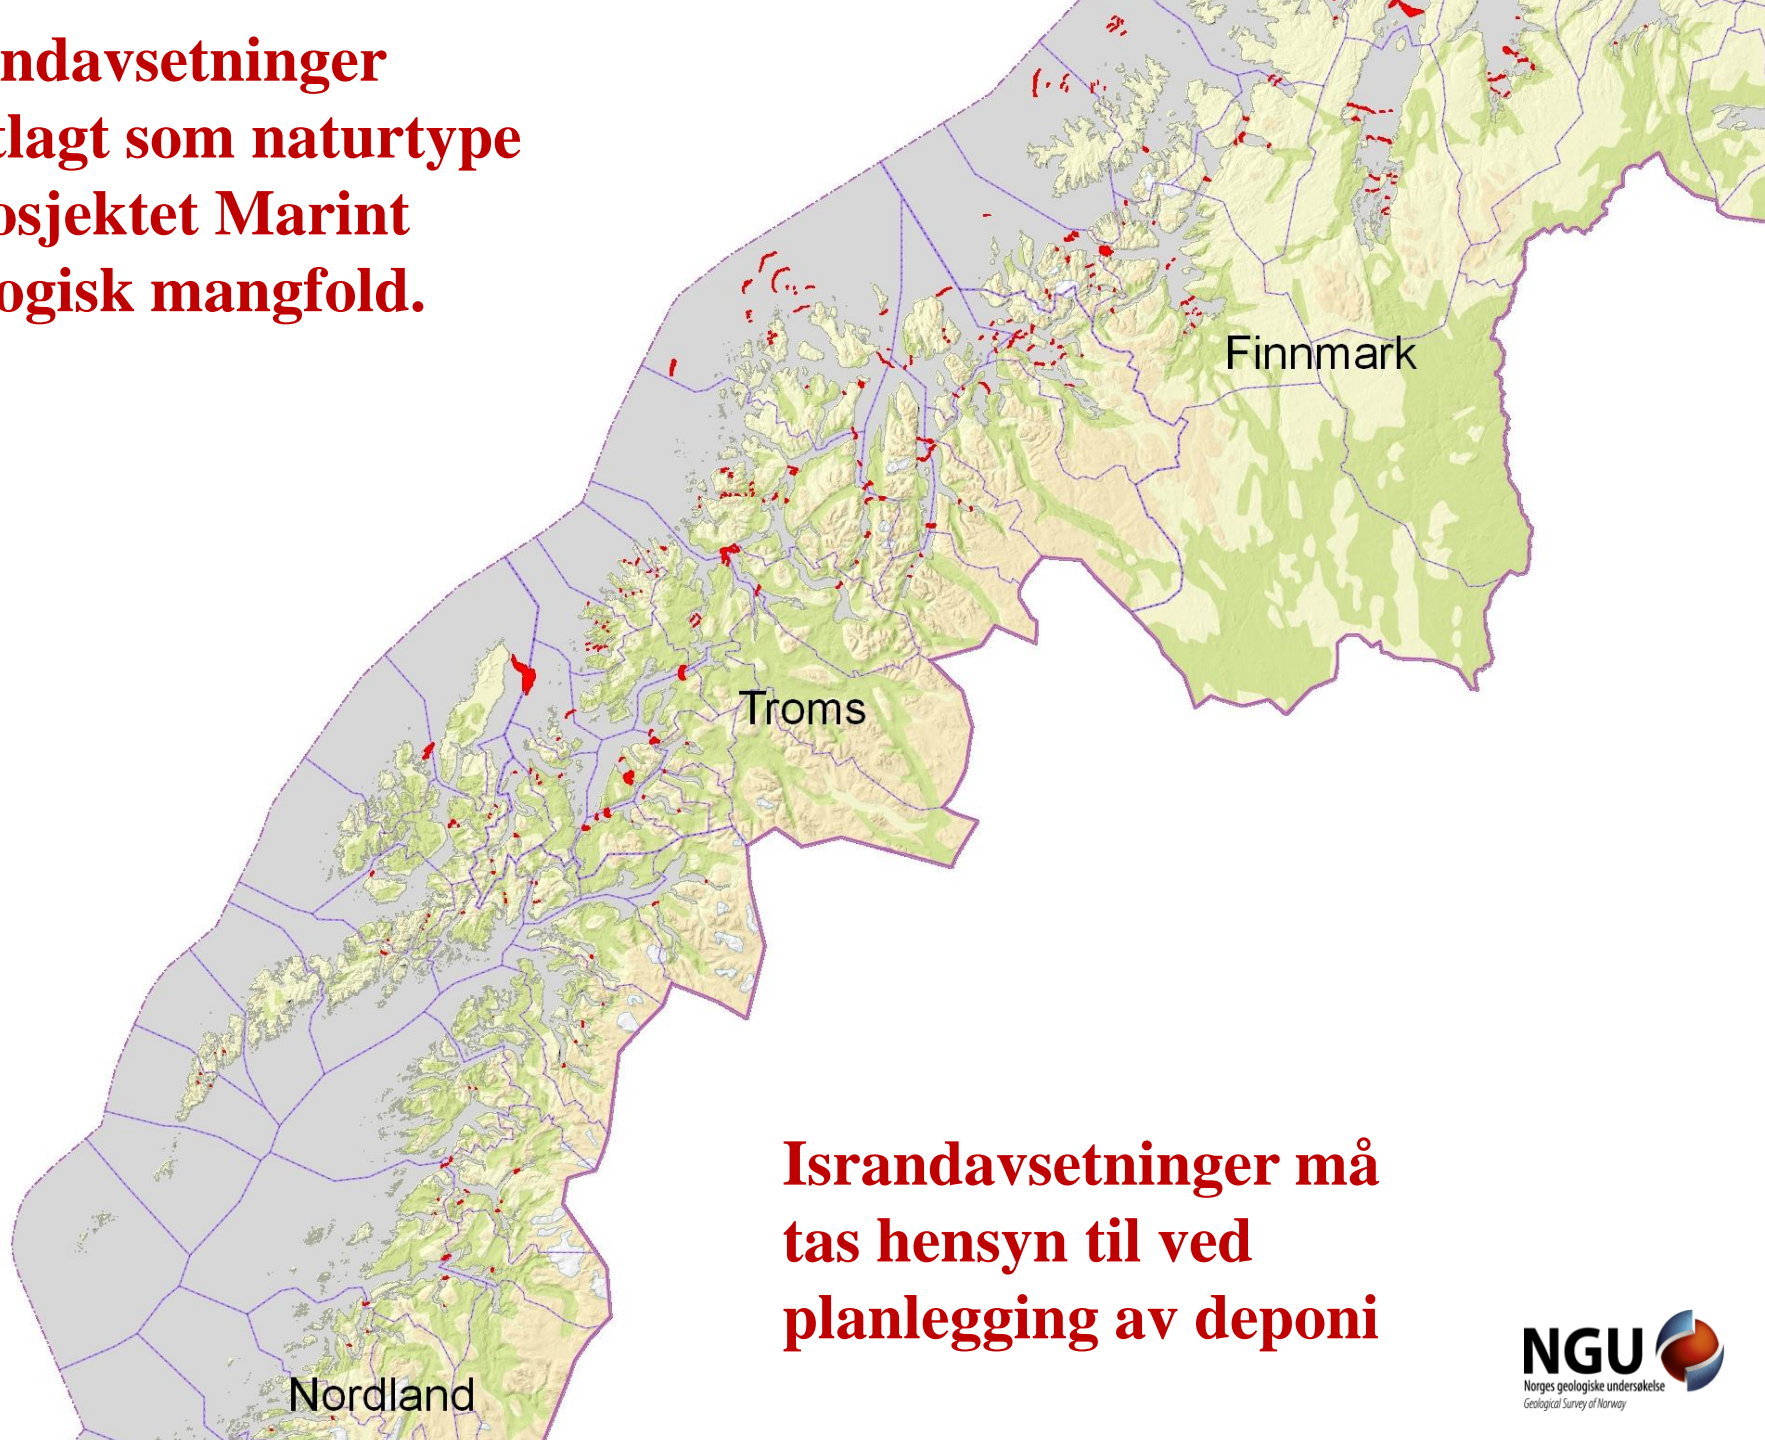 ndavsetninger
tlagt som naturtype
osjektet Marint
ogisk mangfold.
Finnmark
Troms
Israndavsetninger må
tas hensyn til ved
planlegging av deponi
Nordland
NGU
Norges geologiske undersøkelse
Geological Survey of Norway